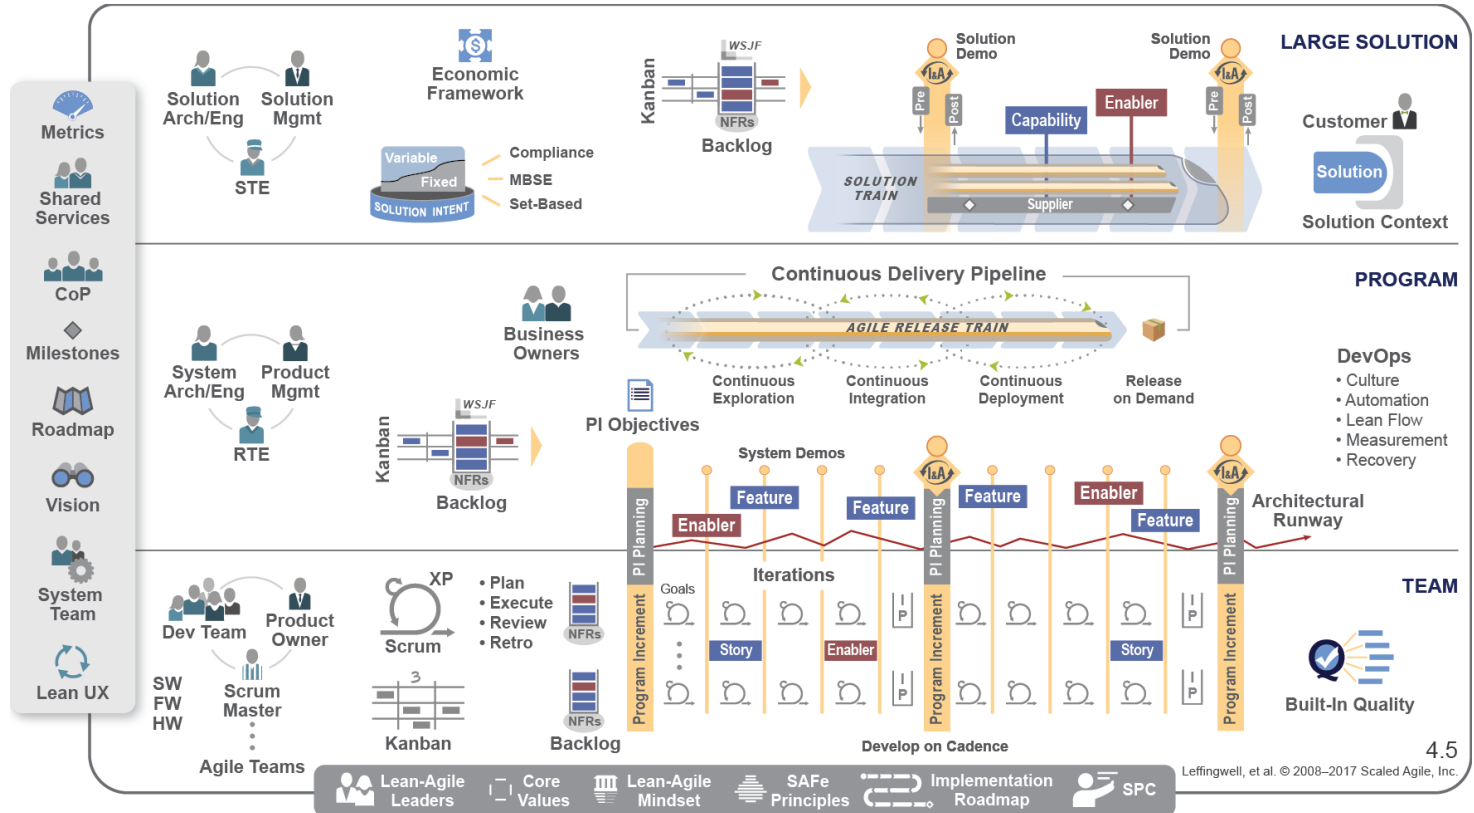 LARGE SOLUTION
Solution
Arch/Eng
Solution
Mgmt
STE
Economic
Framework
Variable
Fixed
SOLUTION INTENT
Compliance
MBSE
Set-Based
Kanban
WSJF
NFRs
Backlog
Solution
Demo
I&A
Pre
Post
Capability
Enabler
SOLUTION
TRAIN
Supplier
Solution
Demo
I&A
Pre
Post
Customer
Solution
Solution Context
Metrics
Shared
Services
CoP
Milestones
Roadmap
Vision
System
Team
Lean UX
PROGRAM
System
Arch/Eng
Product
Mgmt
RTE
Business
Owners
Continuous Delivery Pipeline
AGILE RELEASE TRAIN
Continuous
Exploration
Continuous
Integration
Continuous
Deployment
Release
on Demand
DevOps
• Culture
• Automation
• Lean Flow
• Measurement
• Recovery
PI Objectives
Kanban
WSJF
NFRs
Backlog
System Demos
Enabler
Feature
Feature
Feature
Enabler
Feature
I&A
I&A
PI Planning
PI Planning
PI Planning
Architectural
Runway
TEAM
Dev Team
Product
Owner
Scrum
Master
SW
FW
HW
Agile Teams
XP
Scrum
• Plan
• Execute
• Review
• Retro
NFRs
3
Kanban
NFRs
Backlog
Program Increment
Program Increment
Program Increment
Iterations
Goals
Story
Enabler
Story
I P
I P
I P
I P
Develop on Cadence
Built-In Quality
4.5
Leffingwell, et al. © 2008–2017 Scaled Agile, Inc.
Lean-Agile
Leaders
Core
Values
Lean-Agile
Mindset
SAFe
Principles
Implementation
Roadmap
SPC